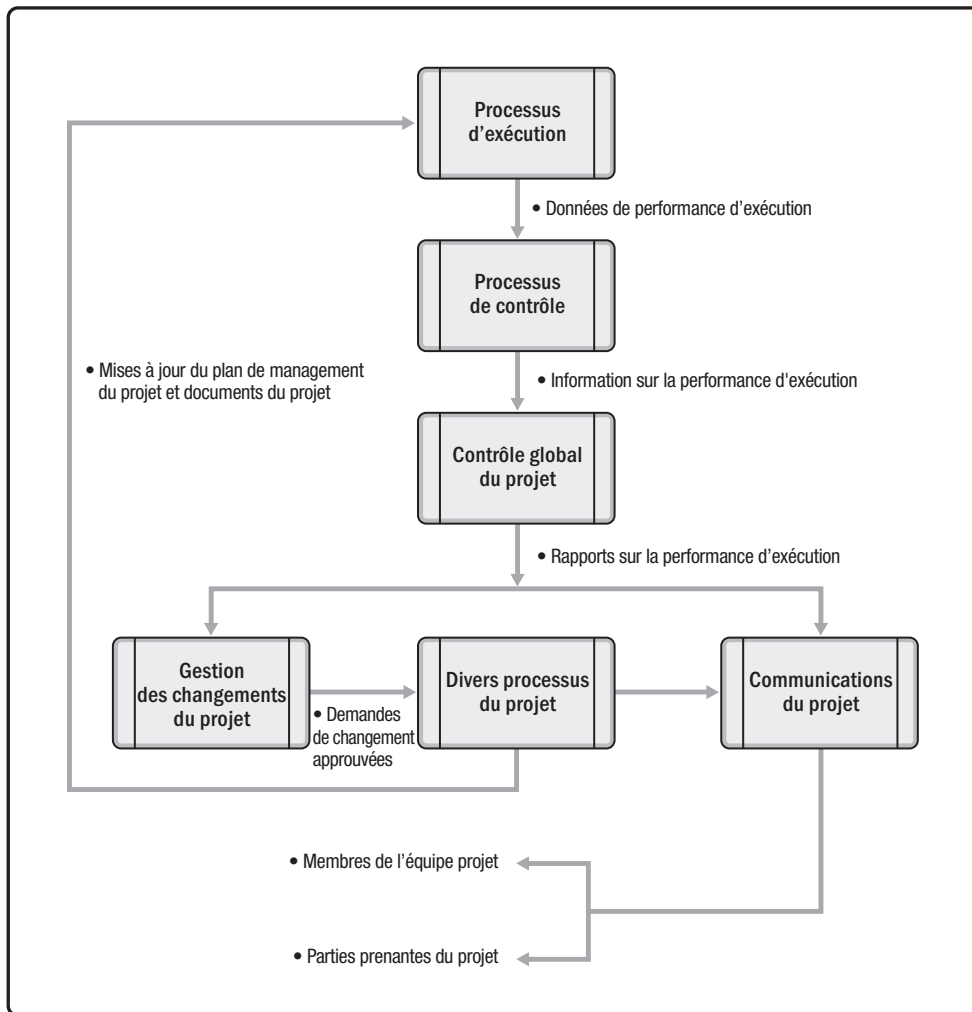 Processus
d’exécution
• Données de performance d’exécution
Processus
de contrôle
• Mises à jour du plan de management
du projet et documents du projet
• Information sur la performance d'exécution
Contrôle global
du projet
• Rapports sur la performance d’exécution
Gestion
des changements
du projet
• Demandes
de changement
approuvées
Divers processus
du projet
Communications
du projet
• Membres de l’équipe projet
• Parties prenantes du projet